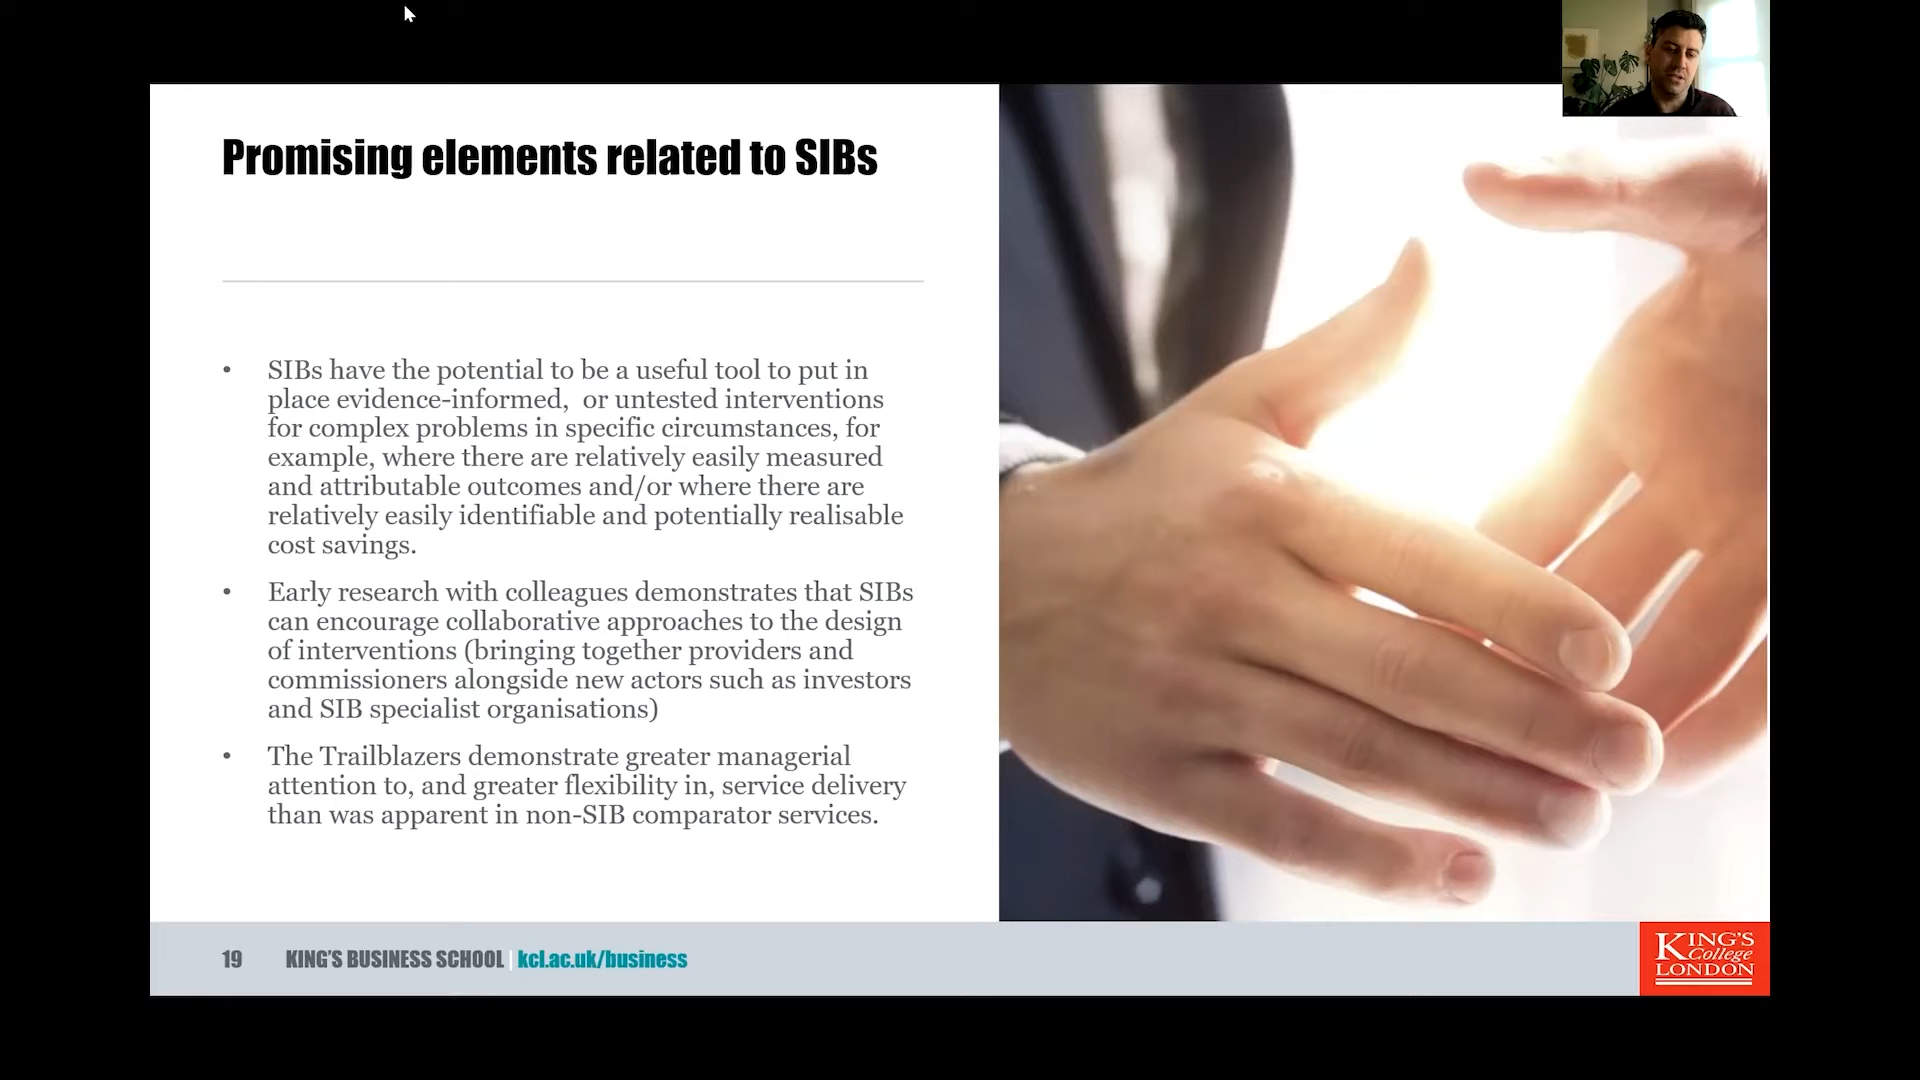 Promising elements related to SIBs
• SIBs have the potential to be a useful tool to put in
place evidence-informed,  or untested interventions
for complex problems in specific circumstances, for
example, where there are relatively easily measured
and attributable outcomes and/or where there are
relatively easily identifiable and potentially realisable
cost savings.
• Early research with colleagues demonstrates that SIBs
can encourage collaborative approaches to the design
of interventions (bringing together providers and
commissioners alongside new actors such as investors
and SIB specialist organisations)
• The Trailblazers demonstrate greater managerial
attention to, and greater flexibility in, service delivery
than was apparent in non-SIB comparator services.
19 KING'S BUSINESS SCHOOL | kcl.ac.uk/business
KING'S
College
LONDON